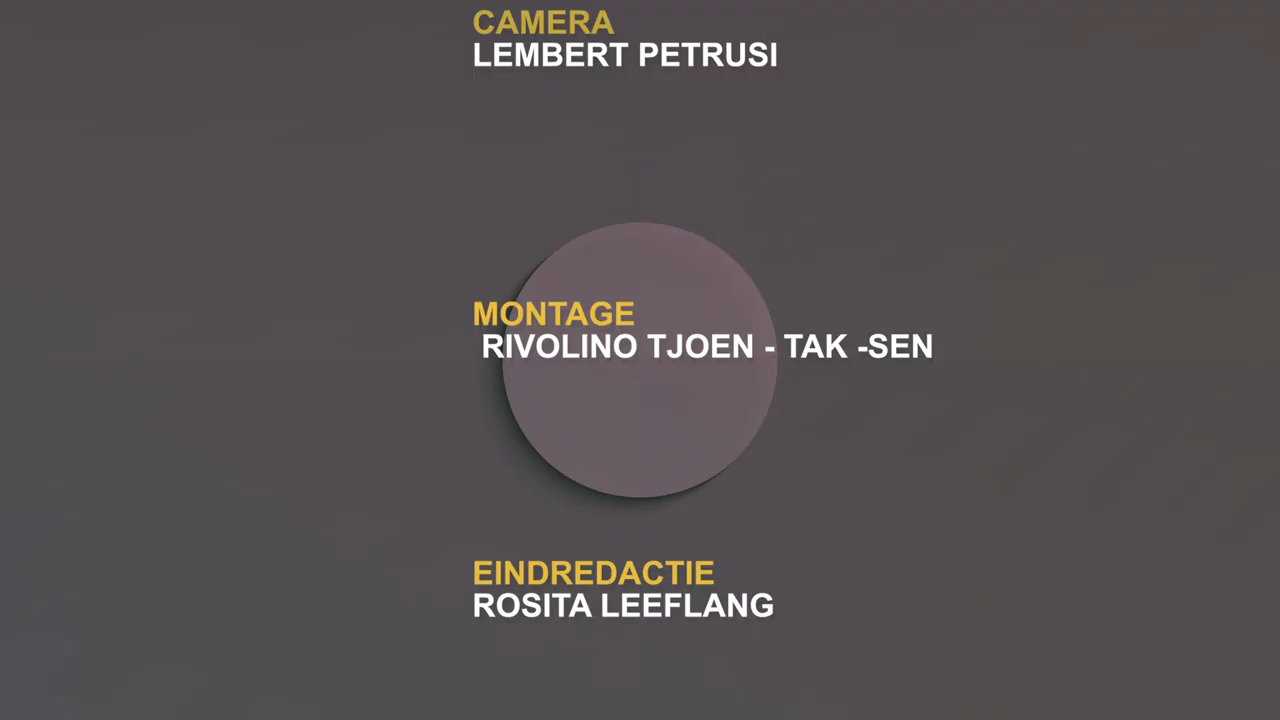 CAMERA
LEMBERT PETRUSI
MONTAGE
RIVOLINO TJOEN - TAK -SEN
EINDREDACTIE
ROSITA LEEFLANG